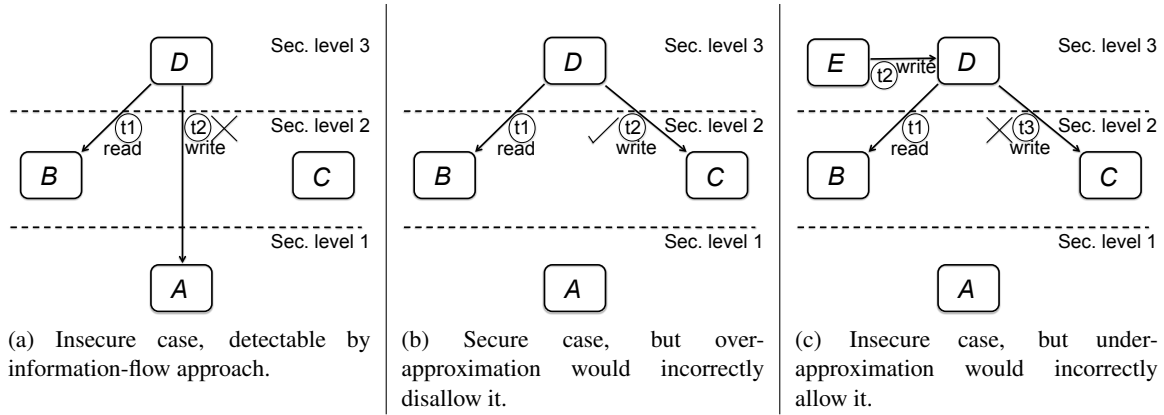 Sec. level 3
D
t1
read
t2
write
Sec. level 2
B
C
Sec. level 1
A
(a) Insecure case, detectable by
information-flow approach.
Sec. level 3
D
t1
read
t2
write
Sec. level 2
B
C
Sec. level 1
A
(b) Secure case, but over-
approximation would incorrectly
disallow it.
Sec. level 3
E
t2
write
D
t1
read
t3
write
Sec. level 2
B
C
Sec. level 1
A
(c) Insecure case, but under-
approximation would incorrectly
allow it.